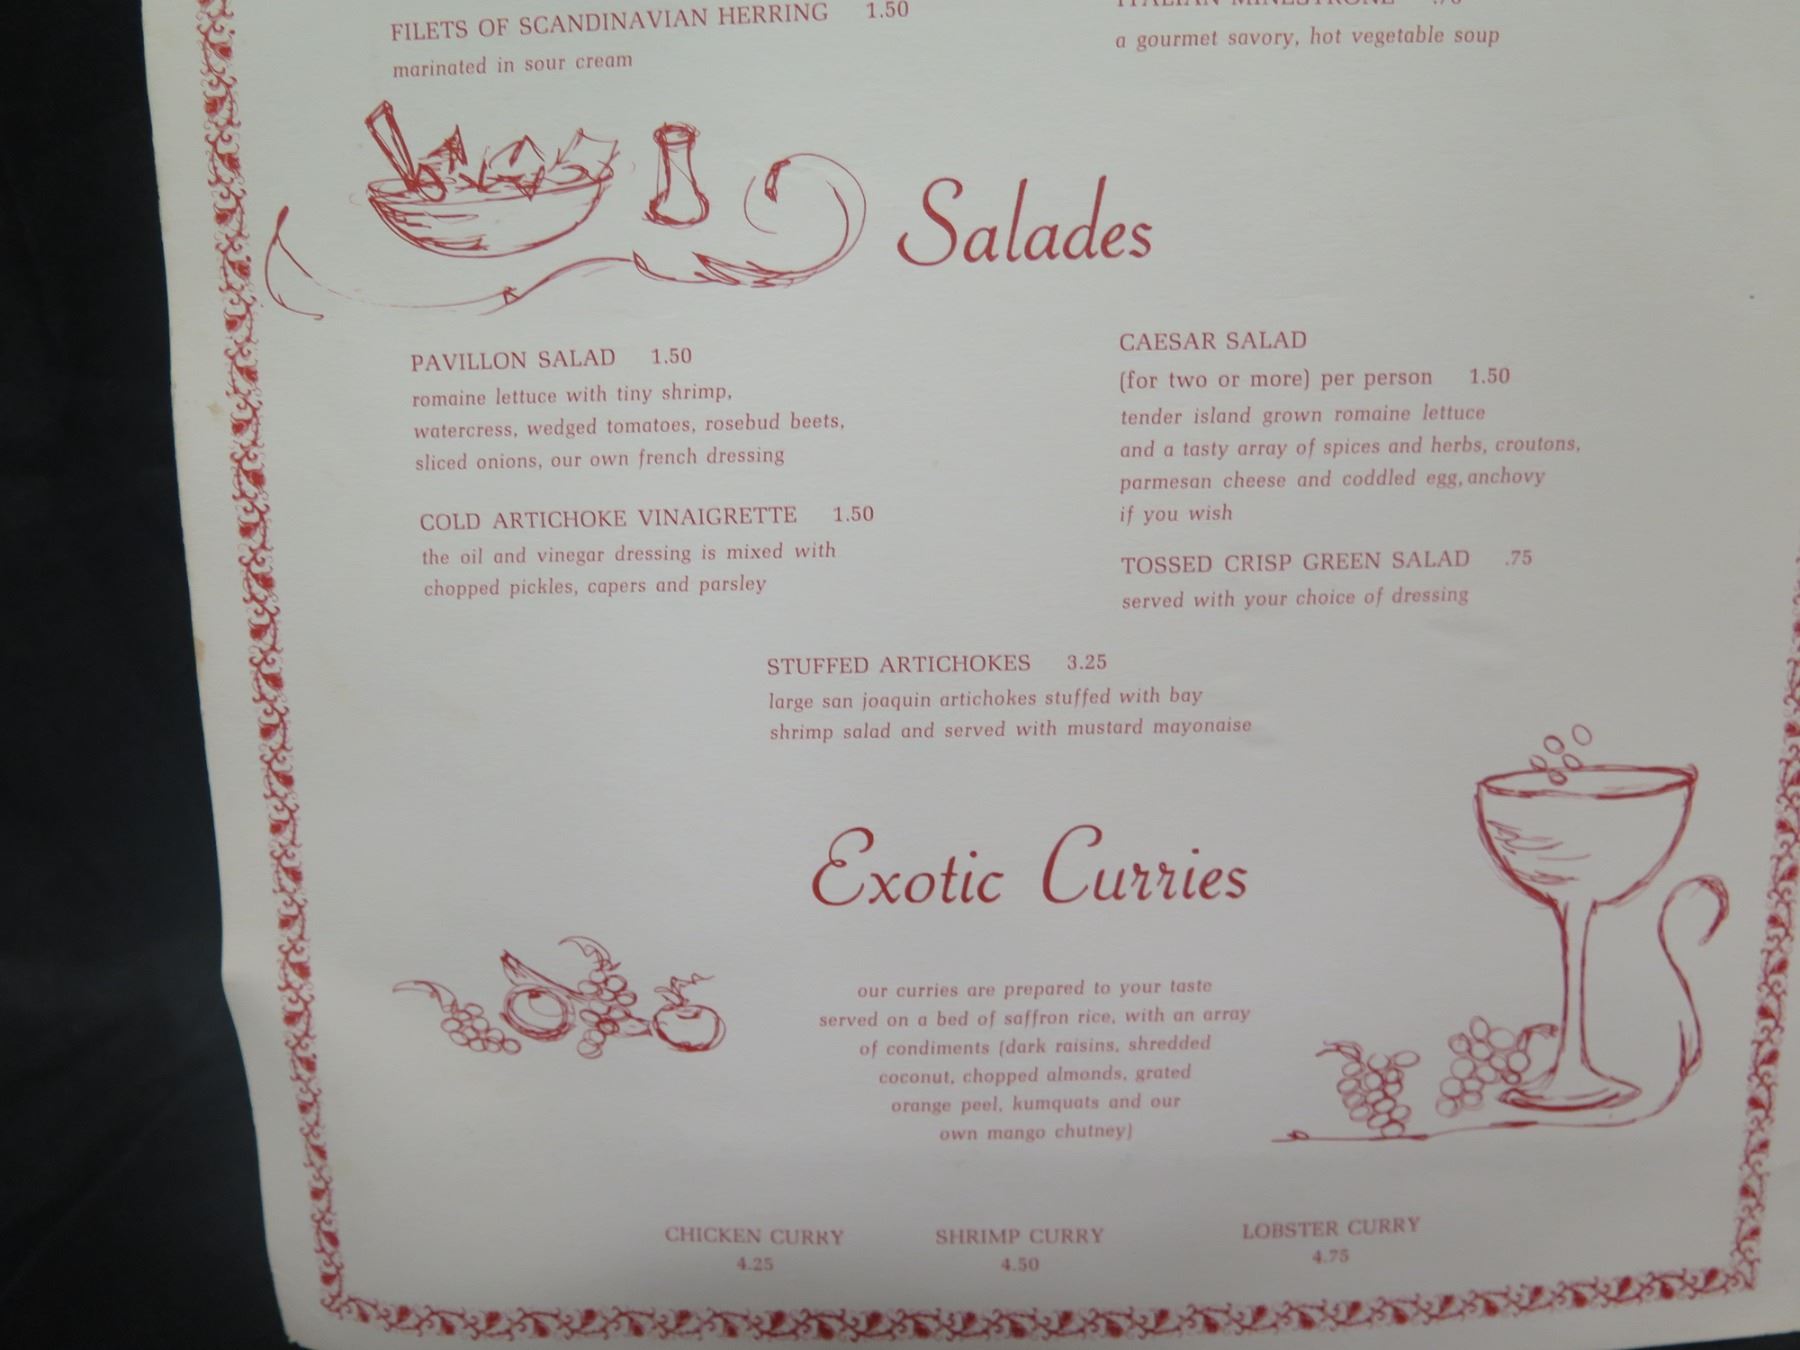 FILETS OF SCANDINAVIAN HERRING 1.50
marinated in sour cream
ITALIAN MINESTRONE
a gourmet savory, hot vegetable soup
Salades
PAVILLON SALAD 1.50
romaine lettuce with tiny shrimp,
watercress, wedged tomatoes, rosebud beets,
sliced onions, our own french dressing
COLD ARTICHOKE VINAIGRETTE 1.50
the oil and vinegar dressing is mixed with
chopped pickles, capers and parsley
CAESAR SALAD
(for two or more) per person 1.50
tender island grown romaine lettuce
and a tasty array of spices and herbs, croutons,
parmesan cheese and coddled egg, anchovy
if you wish
TOSSED CRISP GREEN SALAD .75
served with your choice of dressing
STUFFED ARTICHOKES 3.25
large san joaquin artichokes stuffed with bay
shrimp salad and served with mustard mayonaise
Exotic Curries
our curries are prepared to your taste
served on a bed of saffron rice, with an array
of condiments (dark raisins, shredded
coconut, chopped almonds, grated
orange peel, kumquats and our
own mango chutney)
CHICKEN CURRY
4.25
SHRIMP CURRY
4.50
LOBSTER CURRY
4.75